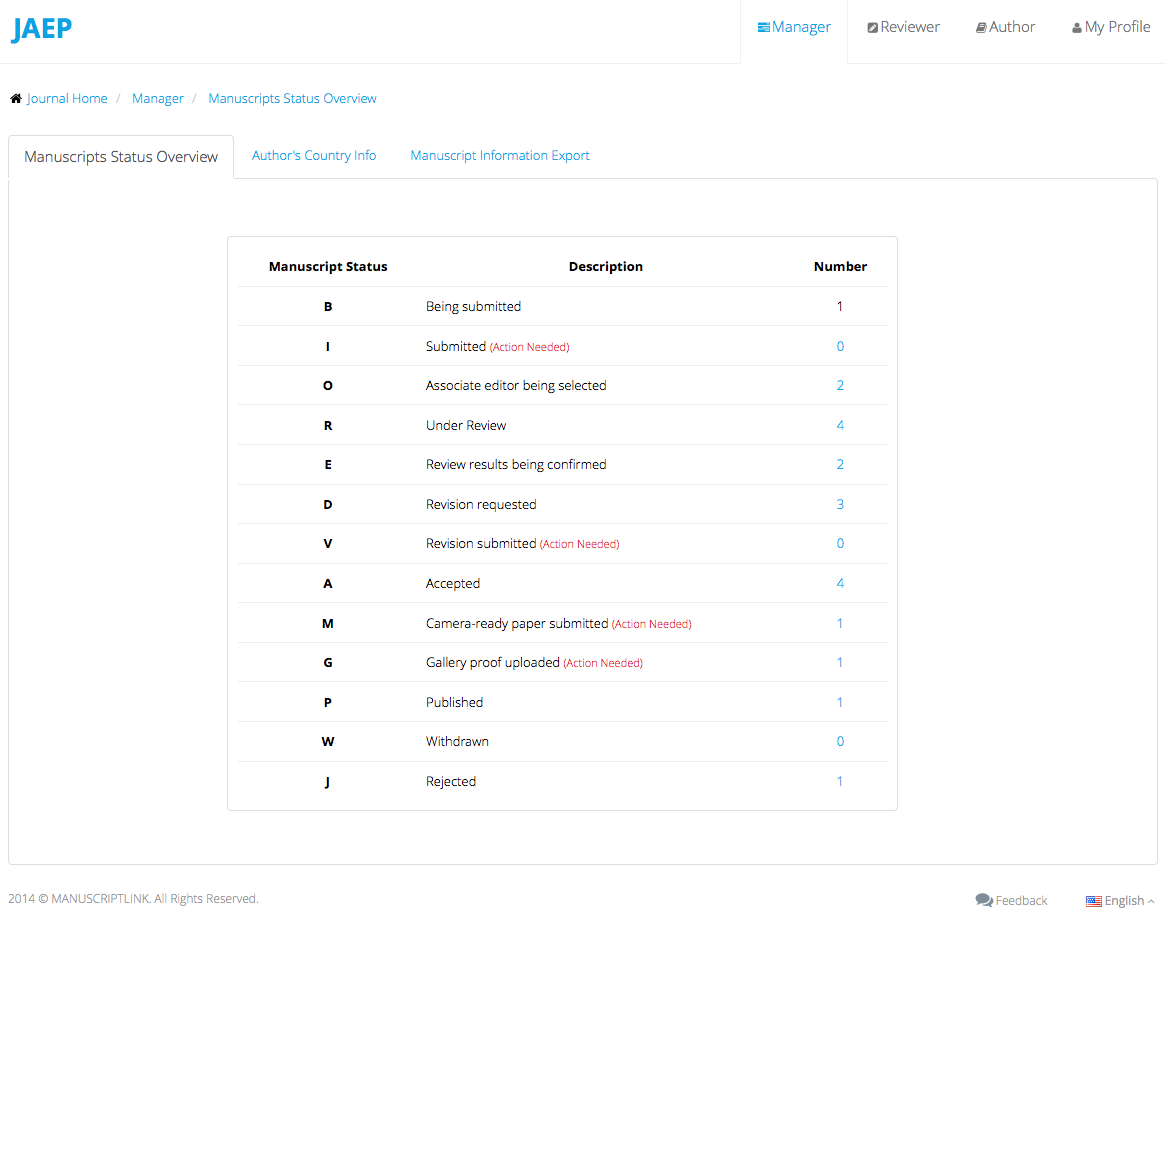 JAEP
Manager Reviewer Author My Profile
Journal Home / Manager / Manuscripts Status Overview
Manuscripts Status Overview Author's Country Info Manuscript Information Export
Manuscript Status Description Number
B Being submitted 1
I Submitted (Action Needed) 0
O Associate editor being selected 2
R Under Review 4
E Review results being confirmed 2
D Revision requested 3
V Revision submitted (Action Needed) 0
A Accepted 4
M Camera-ready paper submitted (Action Needed) 1
G Gallery proof uploaded (Action Needed) 1
P Published 1
W Withdrawn 0
J Rejected 1
2014 © MANUSCRIPTLINK. All Rights Reserved. Feedback English